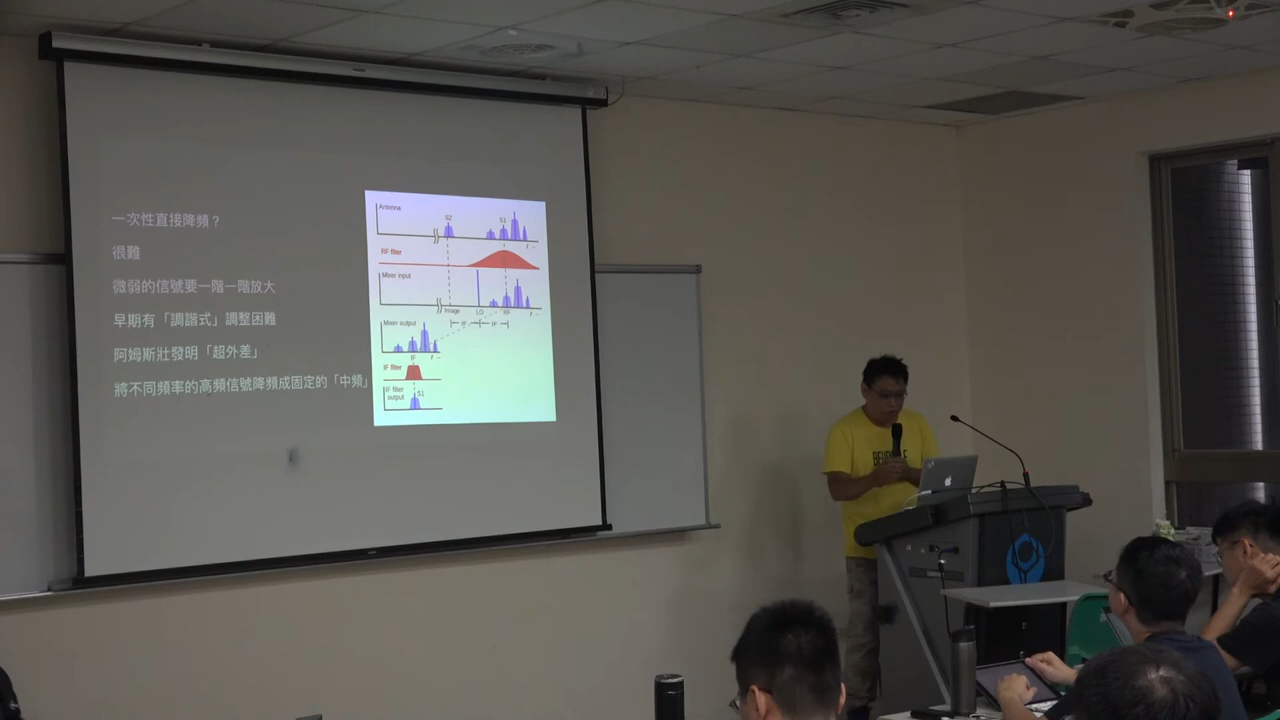 一次性直接降頻？
很難
微弱的信號要一階一階放大
早期有「調諧式」調整困難
阿姆斯壯發明「超外差」
將不同頻率的高頻信號降頻成固定的「中頻」
Antenna
S2
S1
f
RF filter
Mixer input
Image
LO
RF
f
IF
IF
Mixer output
IF
f
IF filter
IF filter
output
S1